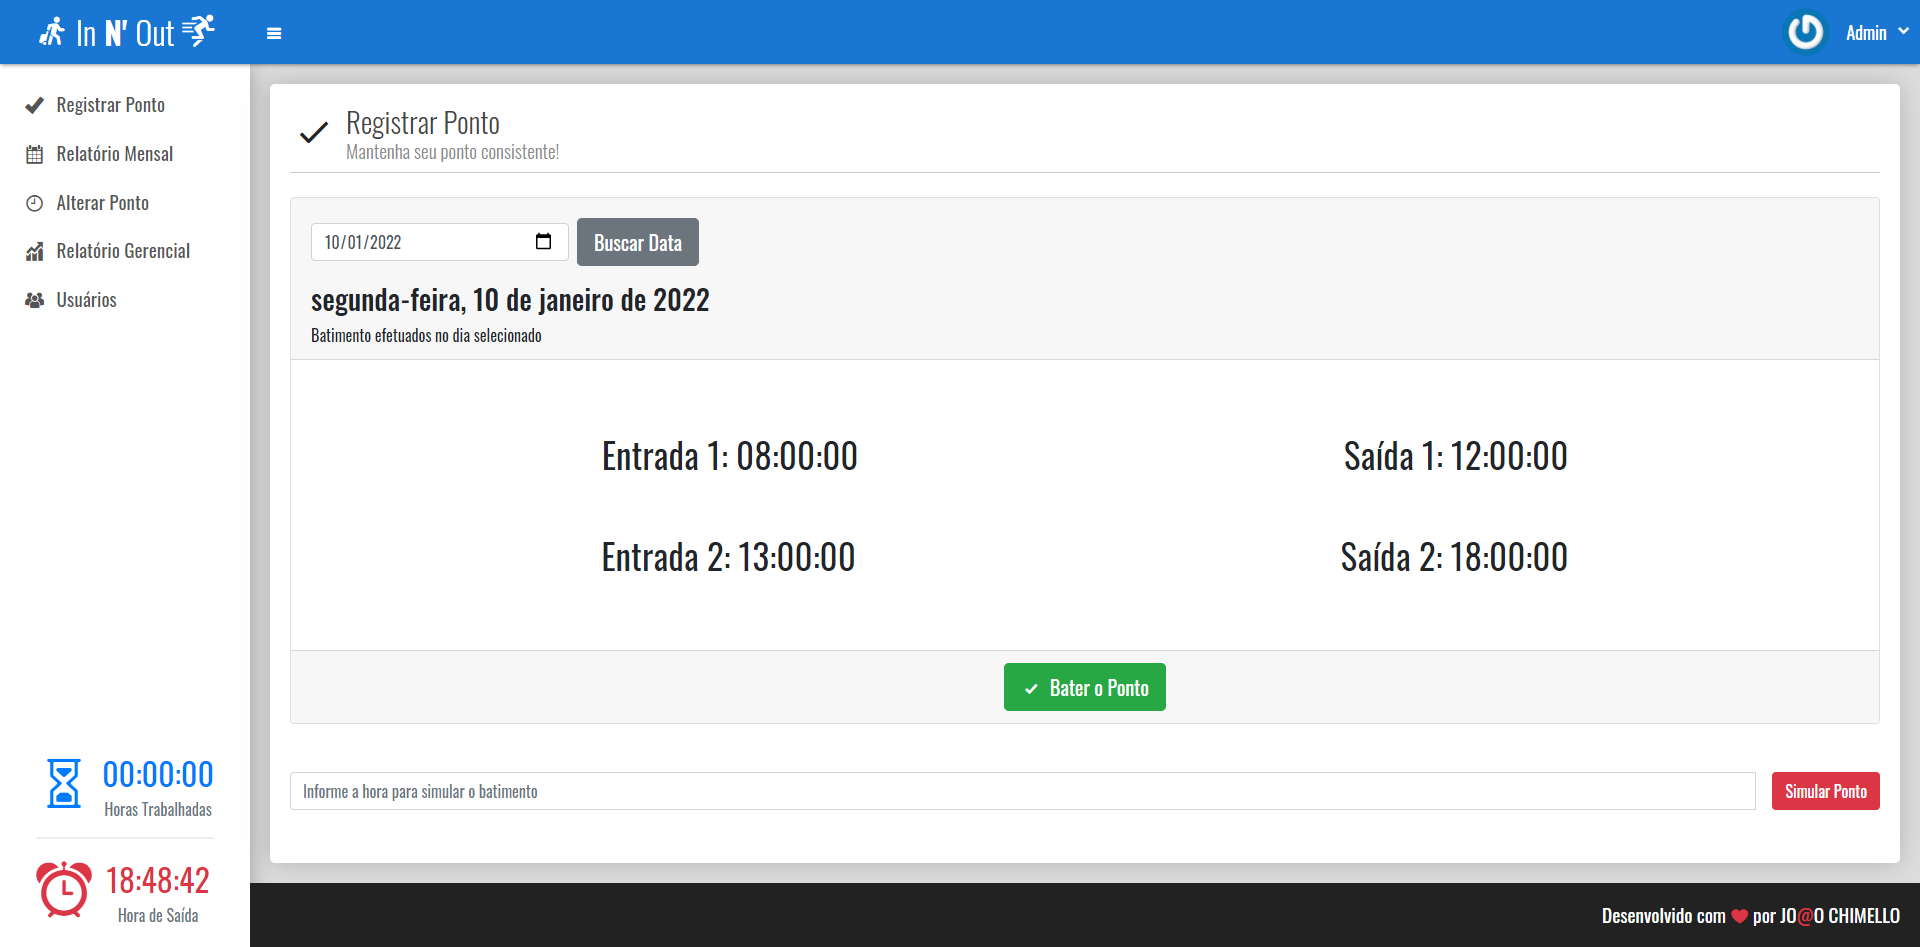 In N' Out
Admin
Registrar Ponto
Relatório Mensal
Alterar Ponto
Relatório Gerencial
Usuários
00:00:00
Horas Trabalhadas
18:48:42
Hora de Saída
Registrar Ponto
Mantenha seu ponto consistente!
10/01/2022
Buscar Data
segunda-feira, 10 de janeiro de 2022
Batimento efetuados no dia selecionado
Entrada 1: 08:00:00
Saída 1: 12:00:00
Entrada 2: 13:00:00
Saída 2: 18:00:00
Bater o Ponto
Informe a hora para simular o batimento
Simular Ponto
Desenvolvido com ❤ por JO@O CHIMELLO